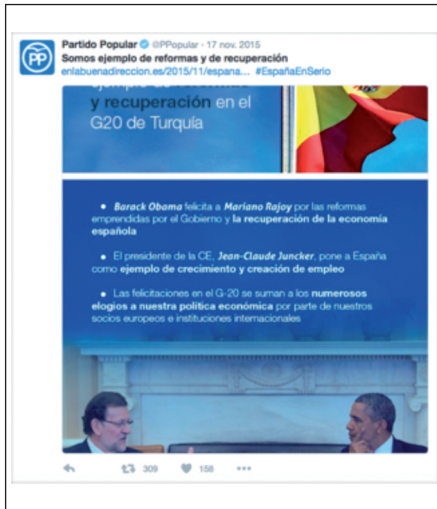 Partido Popular @PPopular · 17 nov. 2015
Somos ejemplo de reformas y de recuperación
enlabuenadireccion.es/2015/11/espana... #EspañaEnSerio
PP
y recuperación en el
G20 de Turquía
• Barack Obama felicita a Mariano Rajoy por las reformas
emprendidas por el Gobierno y la recuperación de la economía
española
• El presidente de la CE, Jean-Claude Juncker, pone a España
como ejemplo de crecimiento y creación de empleo
• Las felicitaciones en el G-20 se suman a los numerosos
elogios a nuestra política económica por parte de nuestros
socios europeos e instituciones internacionales
309 158